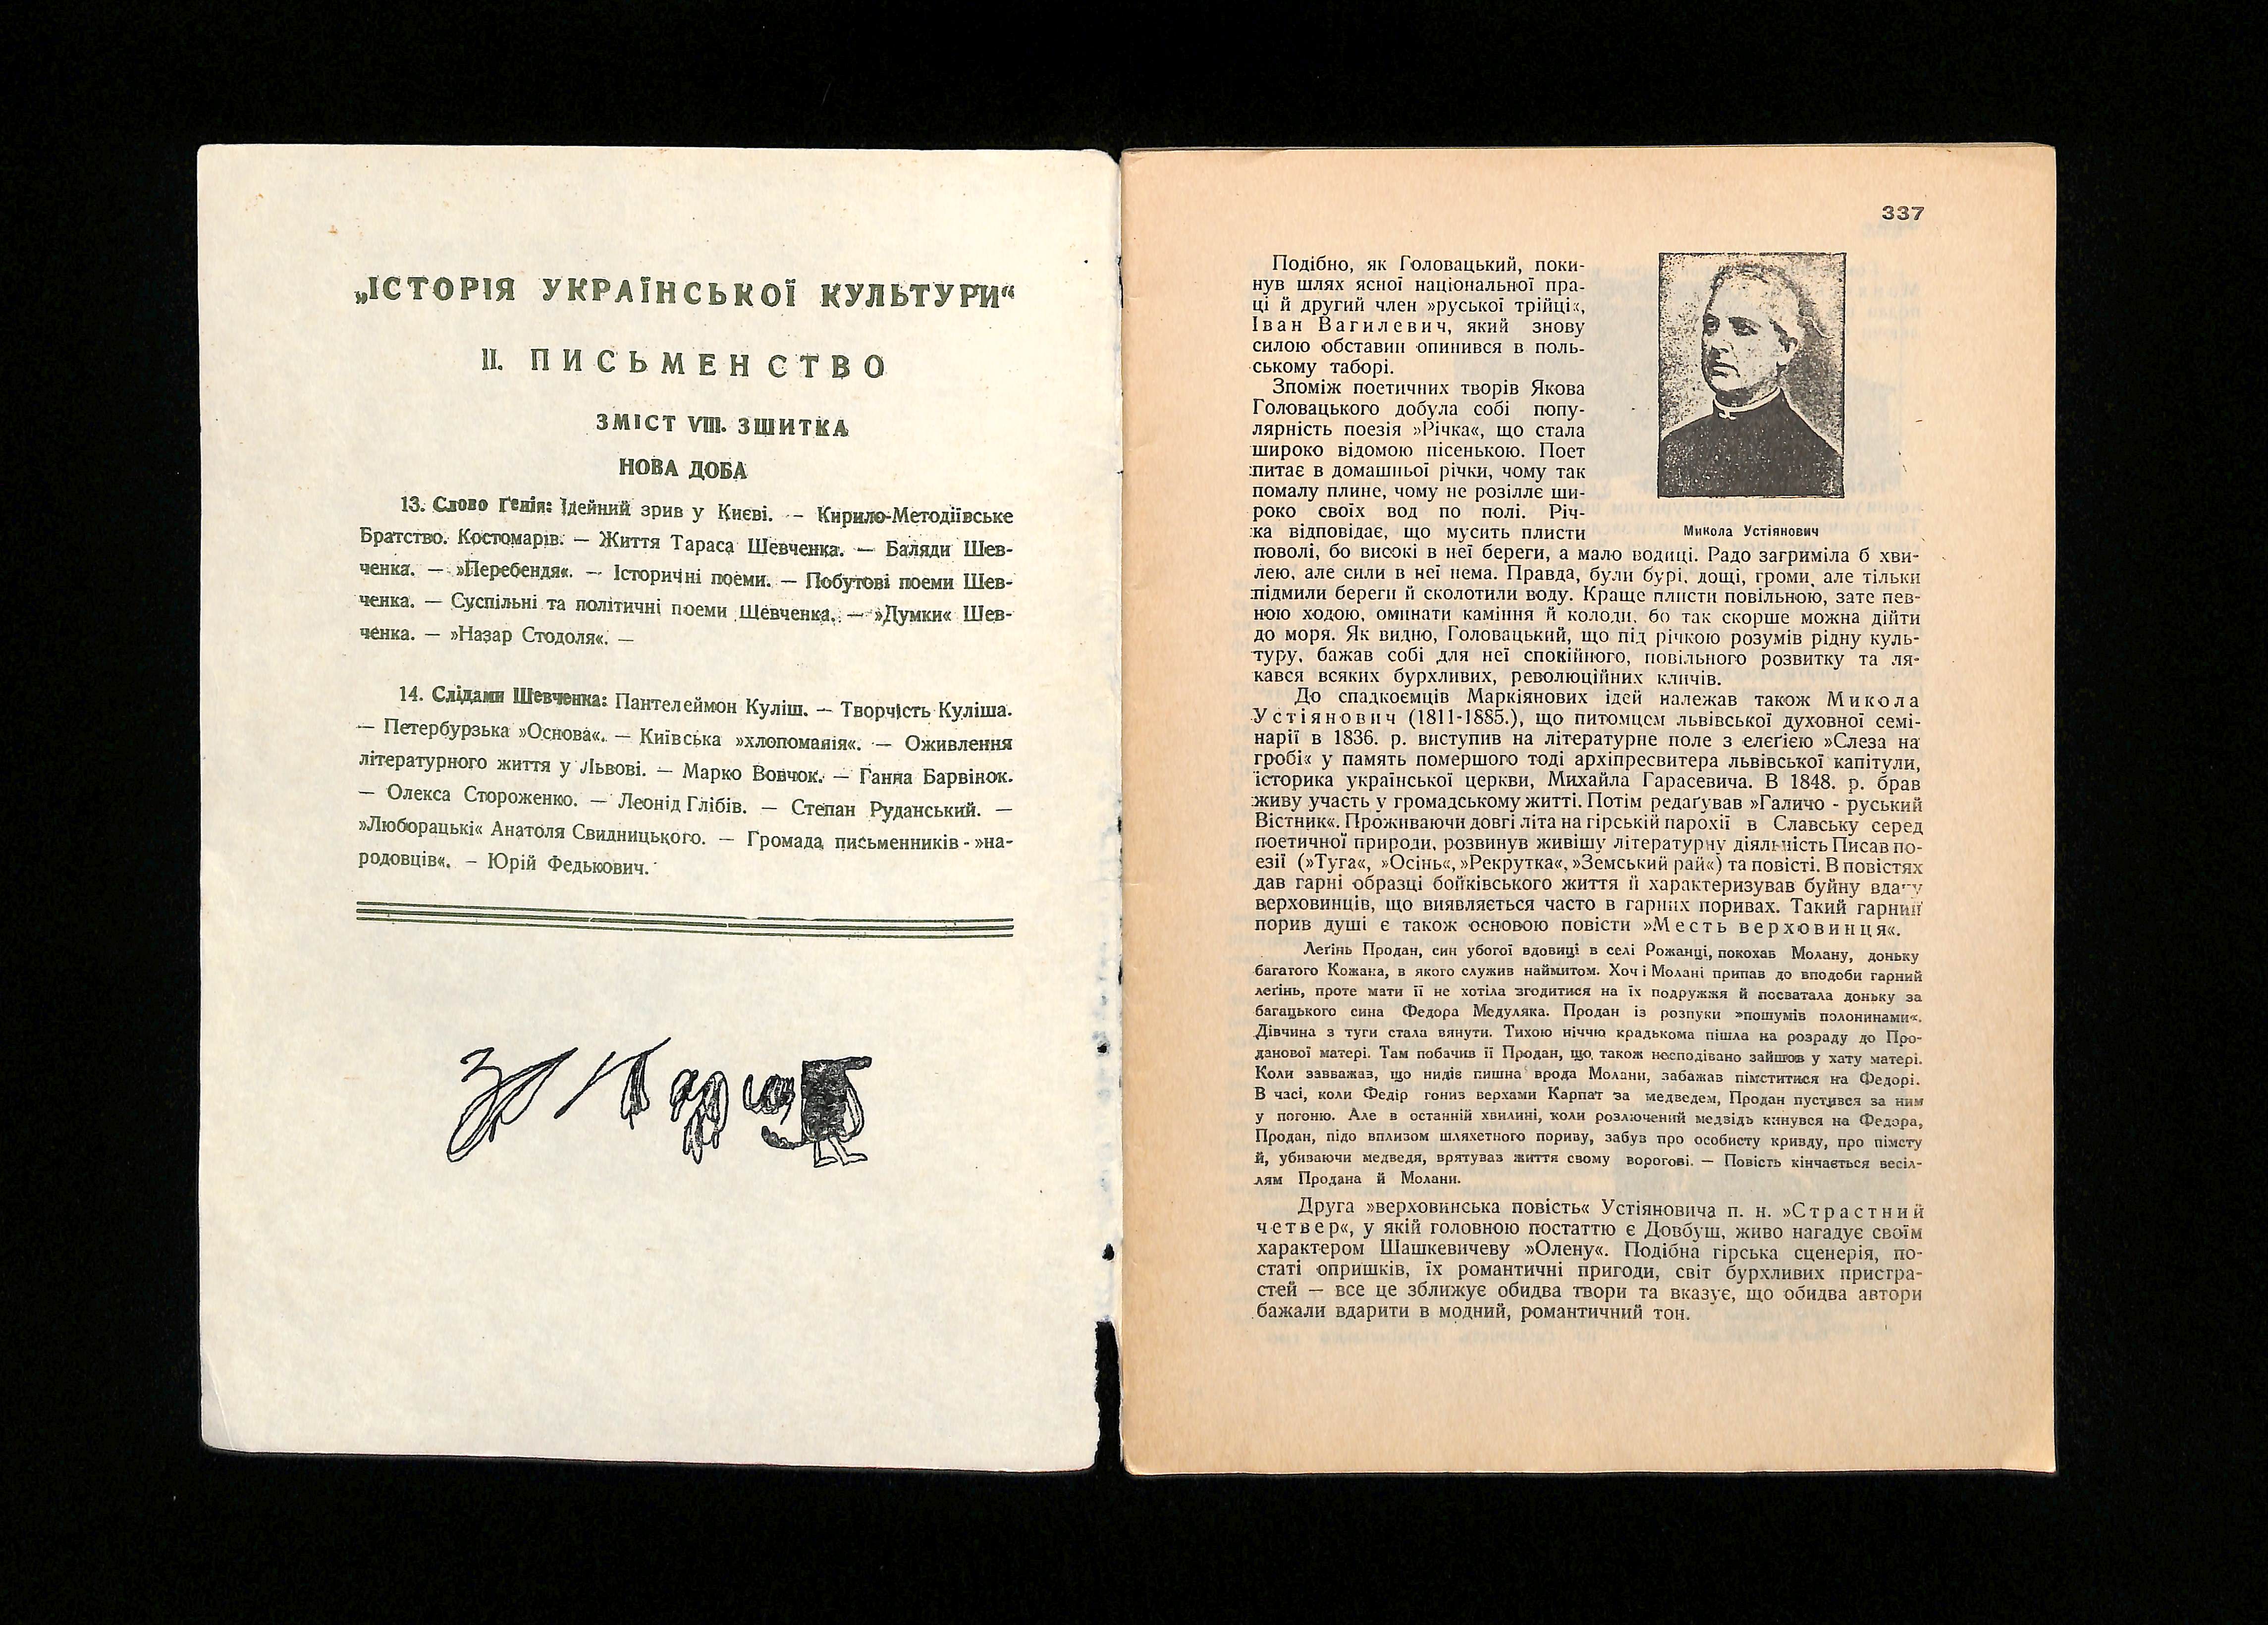 „ІСТОРІЯ УКРАЇНСЬКОЇ КУЛЬТУРИ“
II. ПИСЬМЕНСТВО
ЗМІСТ VIII. ЗШИТКА
НОВА ДОБА
13. Слово Генія: Ідейний зрив у Києві. — Кирило-Методіївське
Братство. Костомарів. — Життя Тараса Шевченка. — Баляди Шев-
ченка. — »Перебендя«. — Історичні поеми. — Побутові поеми Шев-
ченка. — Суспільні та політичні поеми Шевченка. — »Думки« Шев-
ченка. — »Назар Стодоля«. —
14. Слідами Шевченка: Пантелеймон Куліш. — Творчість Куліша.
— Петербурзька »Основа«. — Київська »хлопоманія«. — Оживлення
літературного життя у Львові. — Марко Вовчок. — Ганна Барвінок.
— Олекса Стороженко. — Леонід Глібів. — Степан Руданський. —
»Люборацькі« Анатоля Свидницького. — Громада письменників - »на-
родовців«. — Юрій Федькович.
337
Подібно, як Головацький, поки-
нув шлях ясної національної пра-
ці й другий член »руської трійці«,
Іван Вагилевич, який знову
силою обставин опинився в поль-
ському таборі.
Зпоміж поетичних творів Якова
Головацького добула собі попу-
лярність поезія »Річка«, що стала
широко відомою пісенькою. Поет
питає в домашньої річки, чому так
помалу плине, чому не розіллє ши-
роко своїх вод по полі. Річ-
ка відповідає, що мусить плисти
Микола Устіянович
поволі, бо високі в неї береги, а мало водиці. Радо загриміла б хви-
лею, але сили в неї нема. Правда, були бурі, дощі, громи, але тільки
підмили береги й сколотили воду. Краще плисти повільною, зате пев-
ною ходою, оминати каміння й колоди, бо так скорше можна дійти
до моря. Як видно, Головацький, що під річкою розумів рідну куль-
туру, бажав собі для неї спокійного, повільного розвитку та ля-
кався всяких бурхливих, революційних кличів.
До спадкоємців Маркіянових ідей належав також Микола
Устіянович (1811-1885.), що питомцем львівської духовної семі-
нарії в 1836. р. виступив на літературне поле з елєґією »Слеза на
гробі« у память померлого тоді архіпресвитера львівської капітули,
історика української церкви, Михайла Гарасевича. В 1848. р. брав
живу участь у громадському житті. Потім редаґував »Галичо - руський
Вістник«. Проживаючи довгі літа на гірській парохії в Славську серед
поетичної природи, розвинув живішу літературну діяльність Писав по-
езії (»Туга«, »Осінь«, »Рекрутка«, »Земський рай«) та повісті. В повістях
дав гарні образці бойківського життя й характеризував буйну вдачу
верховинців, що виявляється часто в гарних поривах. Такий гарний
порив душі є також основою повісти »Месть верховинця«.
Леґінь Продан, син убогої вдовиці в селі Рожанці, покохав Молану, доньку
багатого Кожана, в якого служив наймитом. Хоч і Молані припав до вподоби гарний
леґінь, проте мати її не хотіла згодитися на їх подружжя й посватала доньку за
багацького сина Федора Медуляка. Продан із розпуки »пошумів полонинами«.
Дівчина з туги стала вянути. Тихою ніччю крадькома пішла на розраду до Про-
данової матері. Там побачив її Продан, що також несподівано зайшов у хату матері.
Коли завважав, що нидіє пишна врода Молани, забажав пімститися на Федорі.
В часі, коли Федір гонив верхами Карпат за медведем, Продан пустився за ним
у погоню. Але в останній хвилині, коли розлючений медвідь кинувся на Федора,
Продан, підо впливом шляхетного пориву, забув про особисту кривду, про пімсту
й, убиваючи медведя, врятував життя свому ворогові. — Повість кінчається весіл-
лям Продана й Молани.
Друга »верховинська повість« Устіяновича п. н. »Страстний
четвер«, у якій головною постаттю є Довбуш, живо нагадує своїм
характером Шашкевичеву »Олену«. Подібна гірська сценерія, по-
статі опришків, їх романтичні пригоди, світ бурхливих пристра-
стей — все це зближує обидва твори та вказує, що обидва автори
бажали вдарити в модний, романтичний тон.